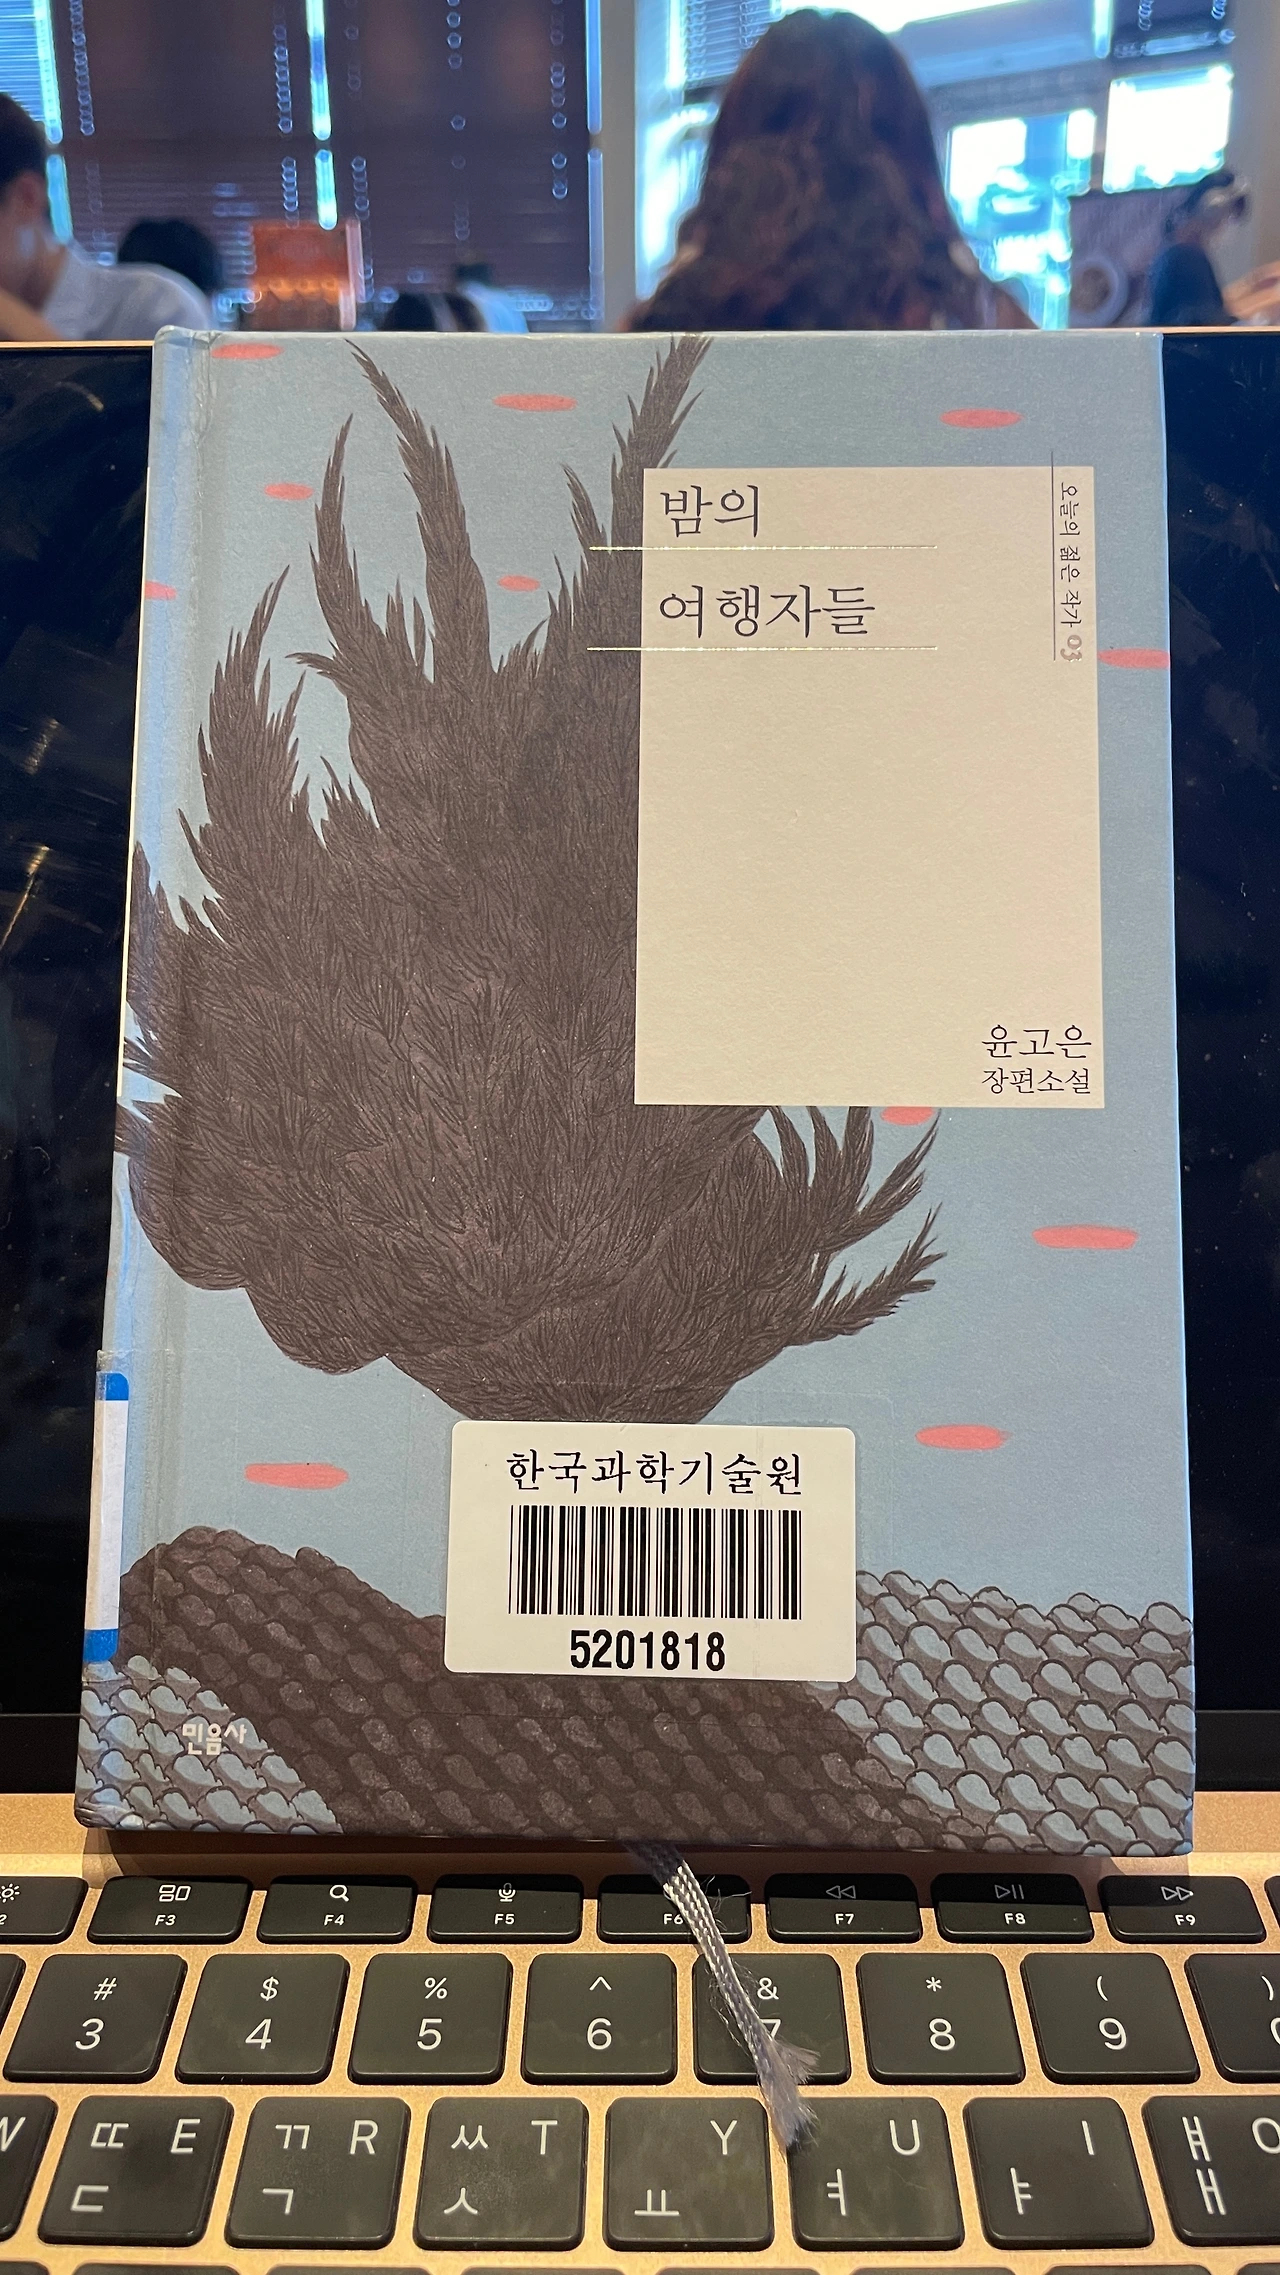 밤의
여행자들
오늘의 젊은 작가 03
윤고은
장편소설
한국과학기술원
5201818
민음사
F3 F4 F5 F6 F7 F8 F9
# $ % ^ & * ( )
3 4 5 6 7 8 9
W ㄸ E ㄲ R ㅆ T Y U I ㅒ O
ㄷ ㄱ ㅅ ㅛ ㅕ ㅑ ㅐ